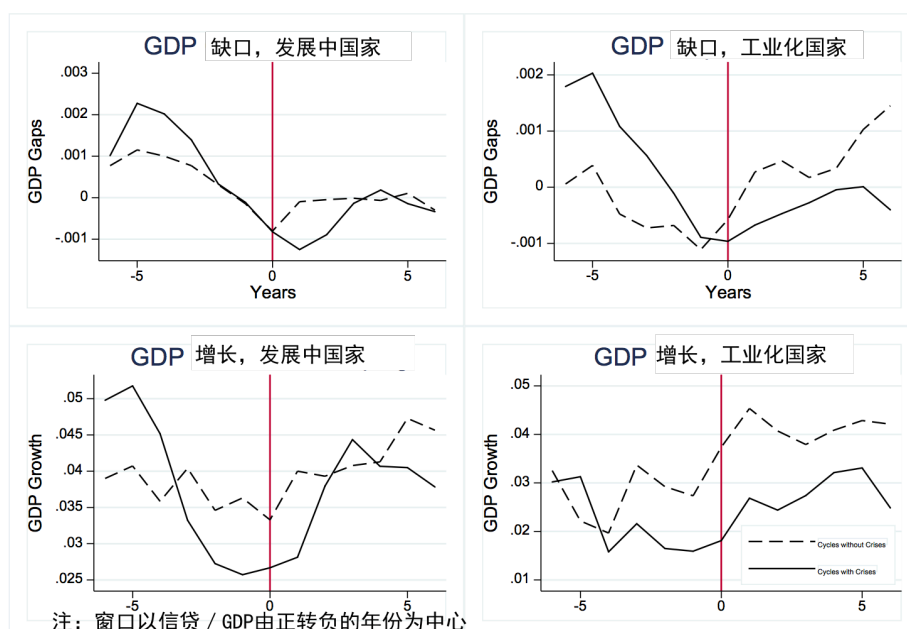 GDP 缺口，发展中国家
.003
.002
.001
0
-.001
GDP Gaps
-5
0
5
Years
GDP 缺口，工业化国家
.002
.001
0
-.001
GDP Gaps
-5
0
5
Years
GDP 增长，发展中国家
.05
.045
.04
.035
.03
.025
GDP Growth
-5
0
5
GDP 增长，工业化国家
.05
.04
.03
.02
.01
GDP Growth
-5
0
5
Cycles without Crises
Cycles with Crises
注：窗口以信贷／GDP由正转负的年份为中心